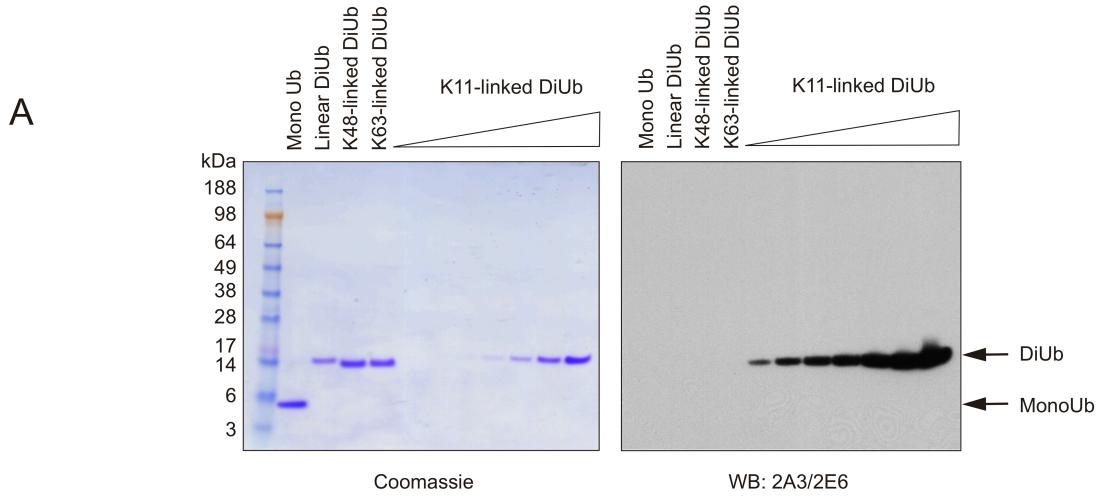 A
Mono Ub
Linear DiUb
K48-linked DiUb
K63-linked DiUb
K11-linked DiUb
Mono Ub
Linear DiUb
K48-linked DiUb
K63-linked DiUb
K11-linked DiUb
kDa
188
98
64
49
38
28
17
14
6
3
DiUb
MonoUb
Coomassie
WB: 2A3/2E6